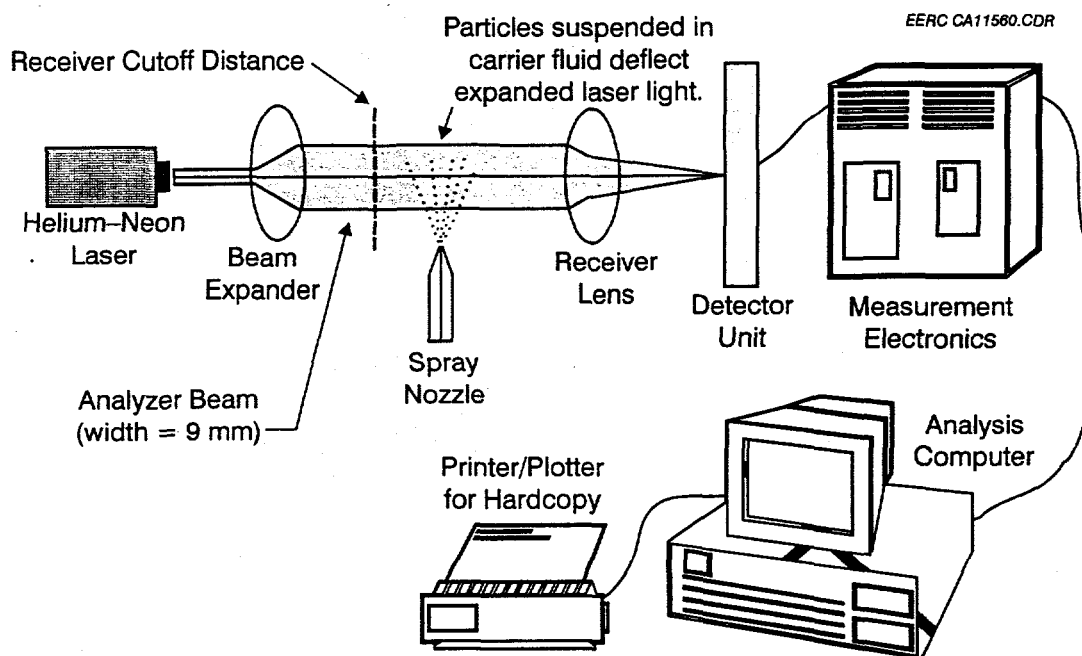 EERC CA11560.CDR
Receiver Cutoff Distance
Particles suspended in
carrier fluid deflect
expanded laser light.
Helium–Neon
Laser
Beam
Expander
Receiver
Lens
Detector
Unit
Measurement
Electronics
Spray
Nozzle
Analyzer Beam
(width = 9 mm)
Printer/Plotter
for Hardcopy
Analysis
Computer